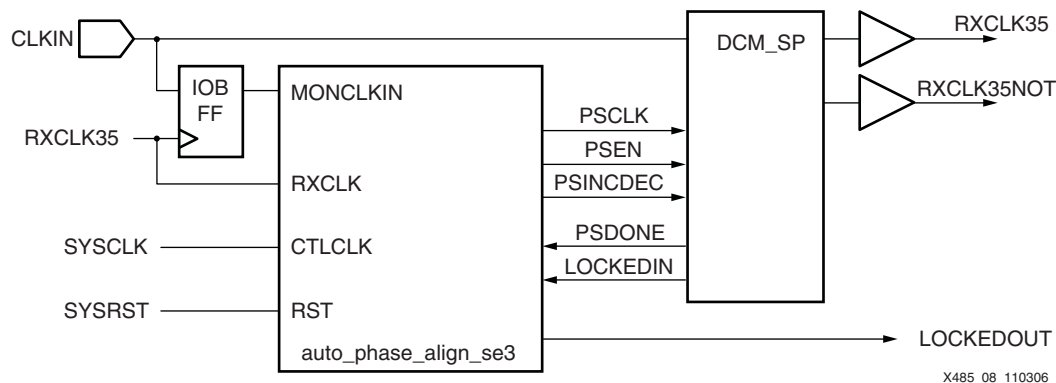 CLKIN
DCM_SP
RXCLK35
IOB
FF
MONCLKIN
RXCLK35NOT
RXCLK35
PSCLK
PSEN
RXCLK
PSINCDEC
SYSCLK
CTLCLK
PSDONE
LOCKEDIN
SYSRST
RST
LOCKEDOUT
auto_phase_align_se3
X485_08_110306